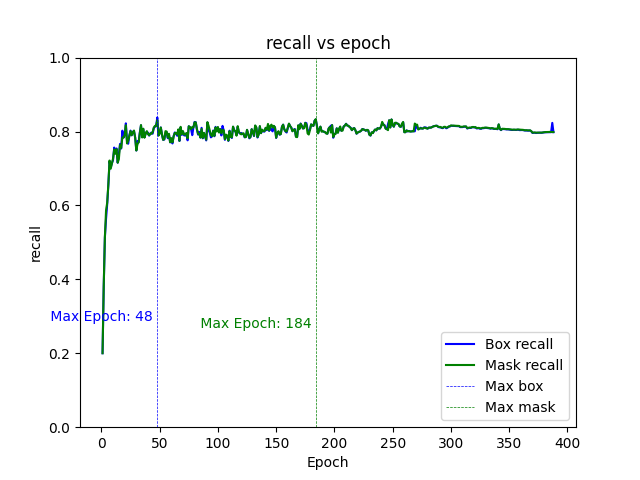 recall vs epoch
1.0
0.8
0.6
0.4
0.2
0.0
recall
Max Epoch: 48
Max Epoch: 184
Box recall
Mask recall
Max box
Max mask
0 50 100 150 200 250 300 350 400
Epoch